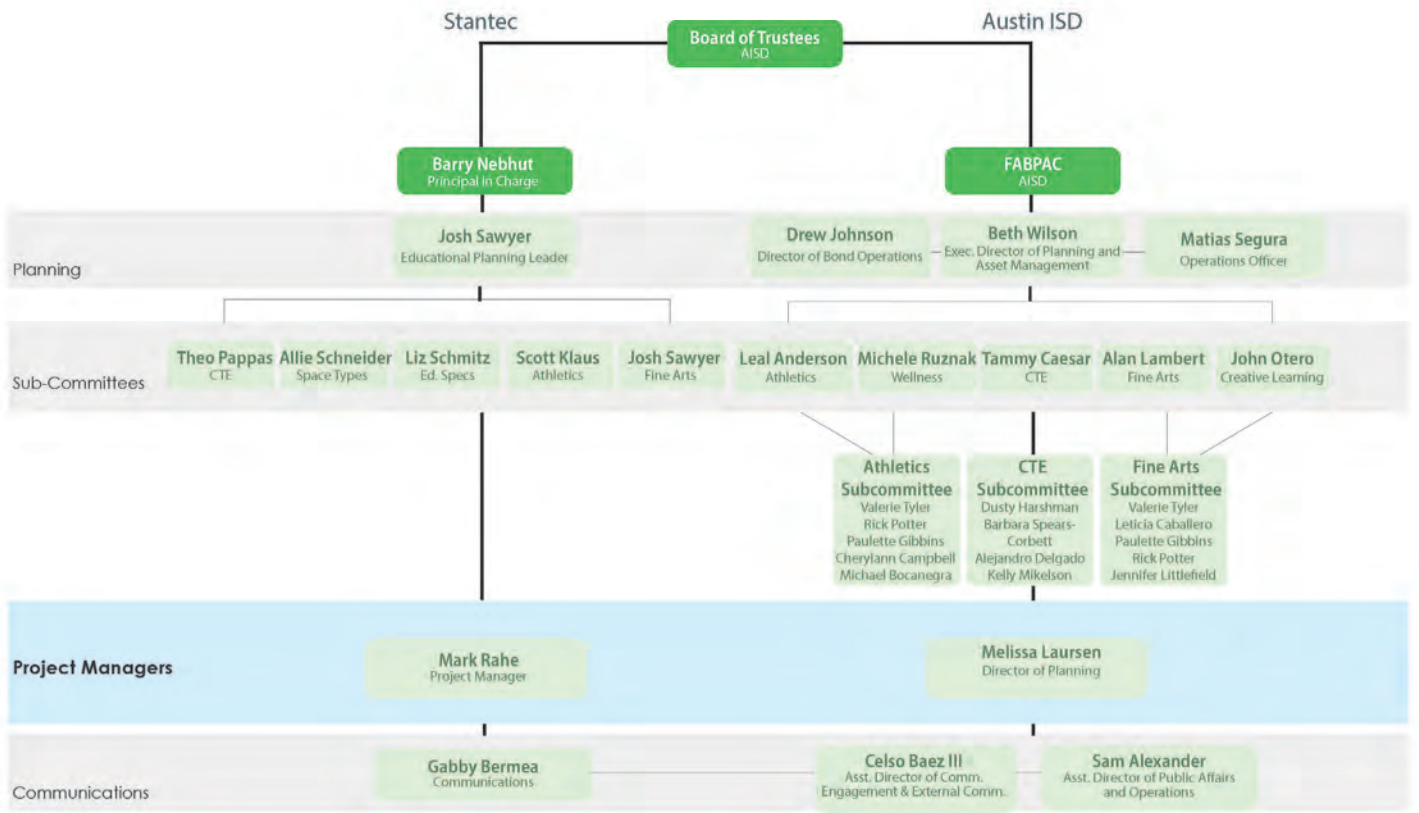 Stantec
Austin ISD
Board of Trustees
AISD
Barry Nebhut
Principal in Charge
FABPAC
AISD
Planning
Josh Sawyer
Educational Planning Leader
Drew Johnson
Director of Bond Operations
Beth Wilson
Exec. Director of Planning and
Asset Management
Matias Segura
Operations Officer
Sub-Committees
Theo Pappas
CTE
Allie Schneider
Space Types
Liz Schmitz
Ed. Specs
Scott Klaus
Athletics
Josh Sawyer
Fine Arts
Leal Anderson
Athletics
Michele Ruznak
Wellness
Tammy Caesar
CTE
Alan Lambert
Fine Arts
John Otero
Creative Learning
Athletics
Subcommittee
Valerie Tyler
Rick Potter
Paulette Gibbins
Cherylann Campbell
Michael Bocanegra
CTE
Subcommittee
Dusty Harshman
Barbara Spears-
Corbett
Alejandro Delgado
Kelly Mikelson
Fine Arts
Subcommittee
Valerie Tyler
Leticia Caballero
Paulette Gibbins
Rick Potter
Jennifer Littlefield
Project Managers
Mark Rahe
Project Manager
Melissa Laursen
Director of Planning
Communications
Gabby Bermea
Communications
Celso Baez III
Asst. Director of Comm.
Engagement & External Comm.
Sam Alexander
Asst. Director of Public Affairs
and Operations